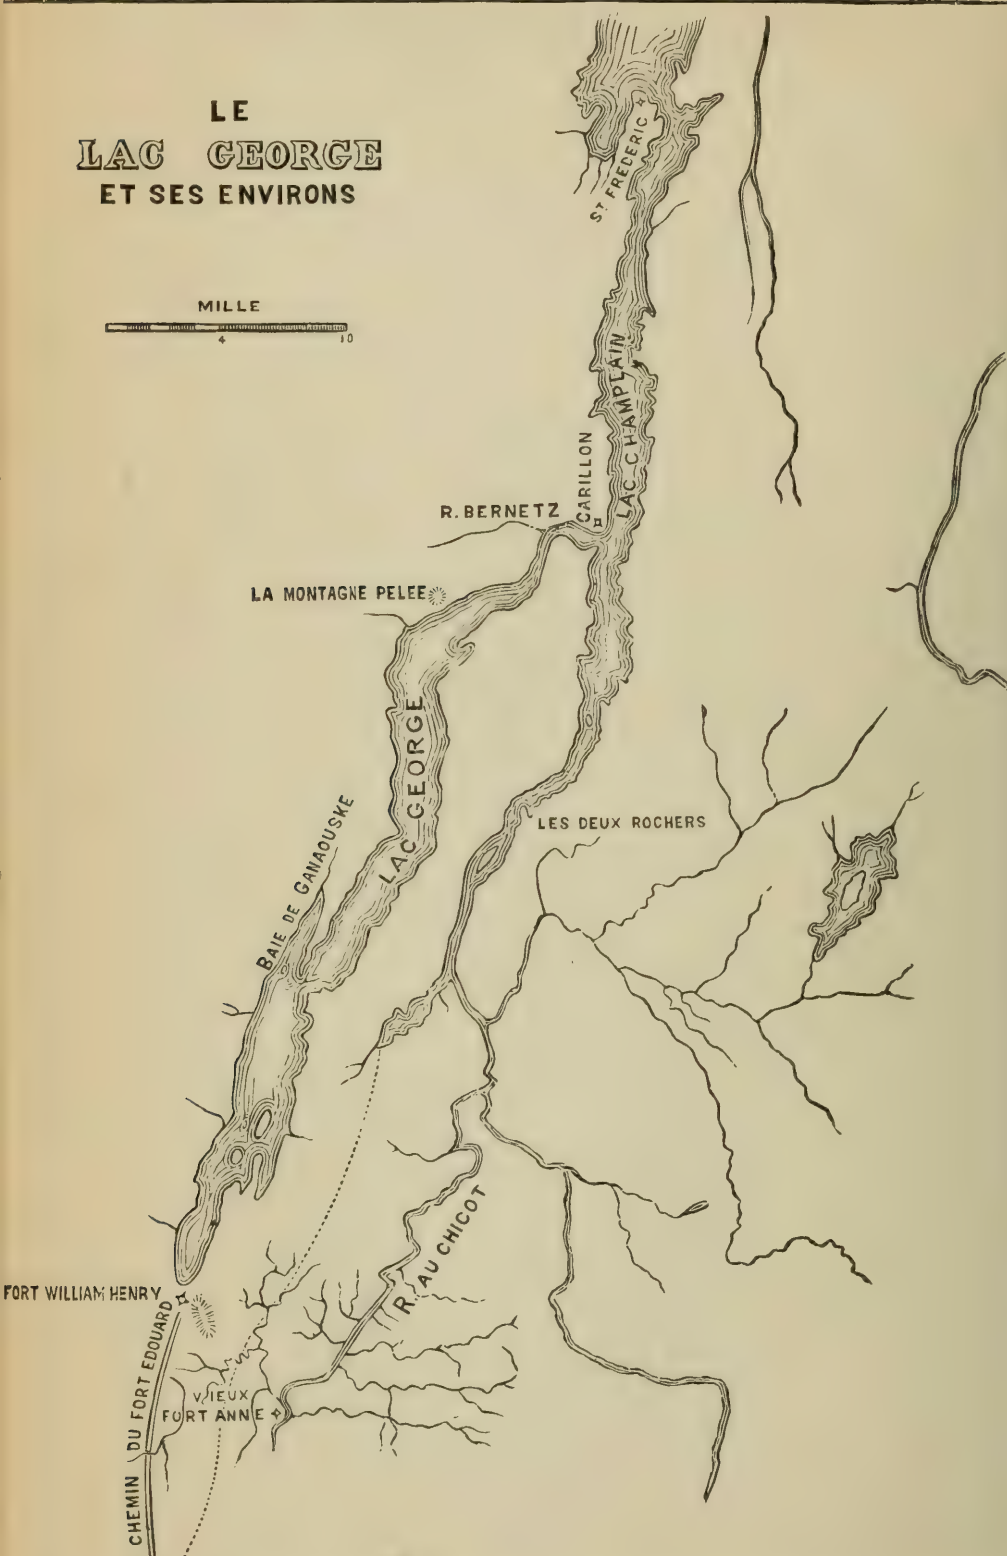 LE
LAC GEORGE
ET SES ENVIRONS
MILLE
4 10
ST FREDERIC
LAC CHAMPLAIN
CARILLON
R. BERNETZ
LA MONTAGNE PELEE
LAC GEORGE
LES DEUX ROCHERS
BAIE DE GANAOUSKE
R. AU CHICOT
FORT WILLIAM HENRY
CHEMIN DU FORT EDOUARD
VIEUX
FORT ANNE